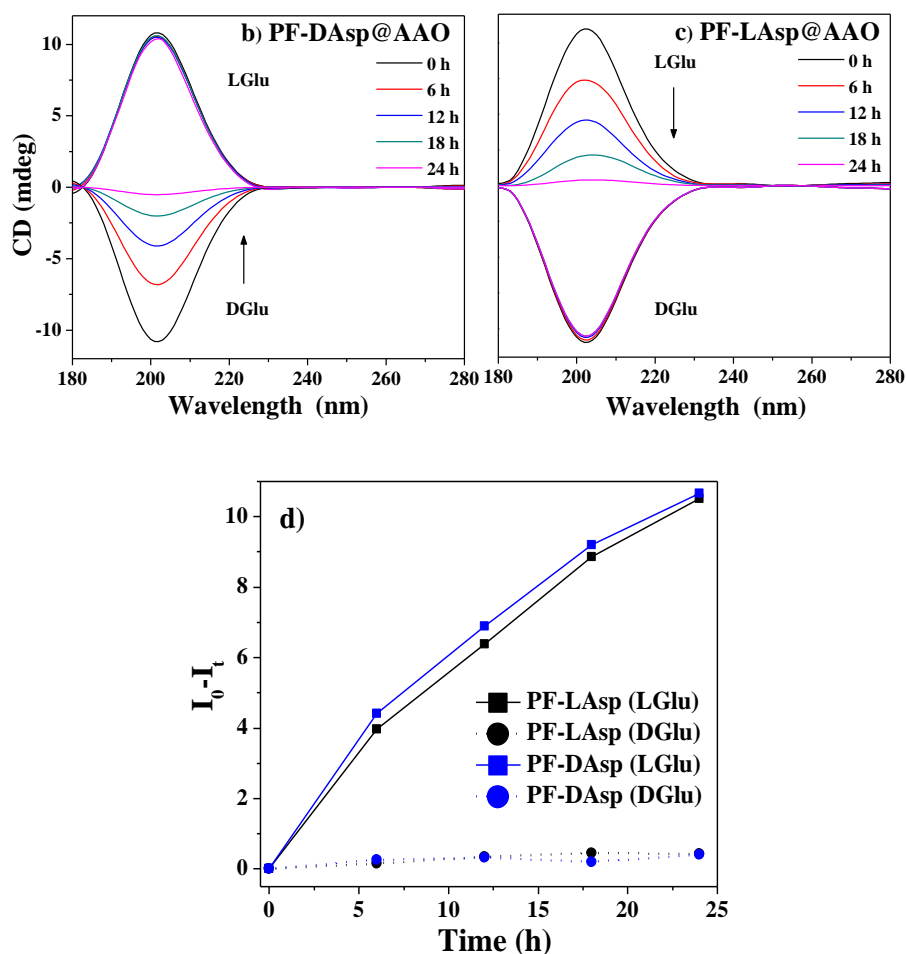 b) PF-DAsp@AAO
LGlu
0 h
6 h
12 h
18 h
24 h
DGlu
10
5
0
-5
-10
CD (mdeg)
180 200 220 240 260 280
Wavelength (nm)
c) PF-LAsp@AAO
LGlu
0 h
6 h
12 h
18 h
24 h
DGlu
180 200 220 240 260 280
Wavelength (nm)
d)
10
8
6
4
2
0
I0-It
PF-LAsp (LGlu)
PF-LAsp (DGlu)
PF-DAsp (LGlu)
PF-DAsp (DGlu)
0 5 10 15 20 25
Time (h)